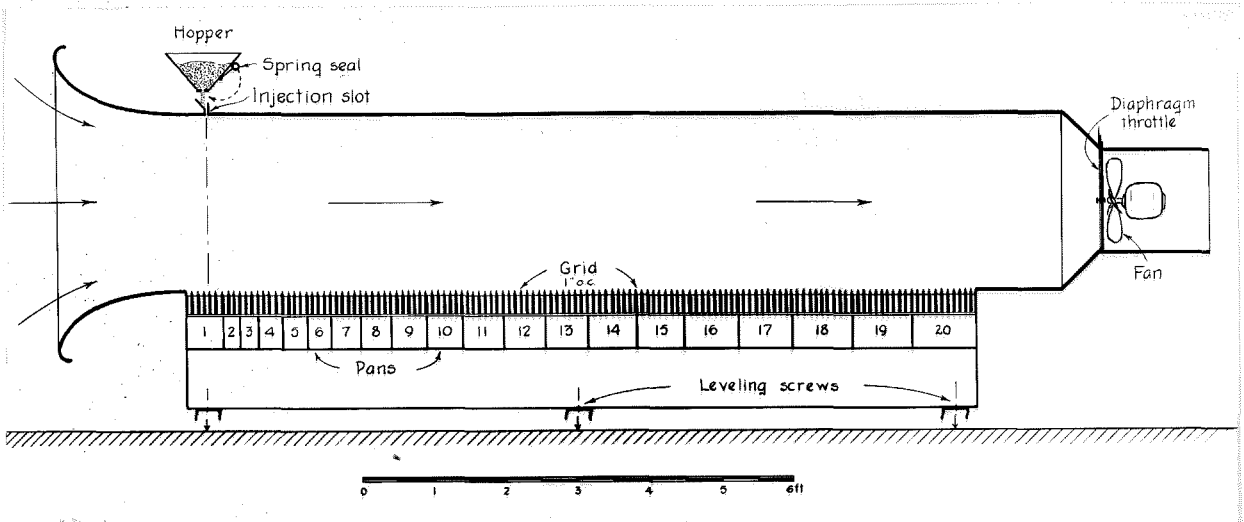 Hopper
Spring seal
Injection slot
Diaphragm
throttle
Fan
Grid
1" o.c.
1 2 3 4 5 6 7 8 9 10 11 12 13 14 15 16 17 18 19 20
Pans
Leveling screws
0 1 2 3 4 5 6ft